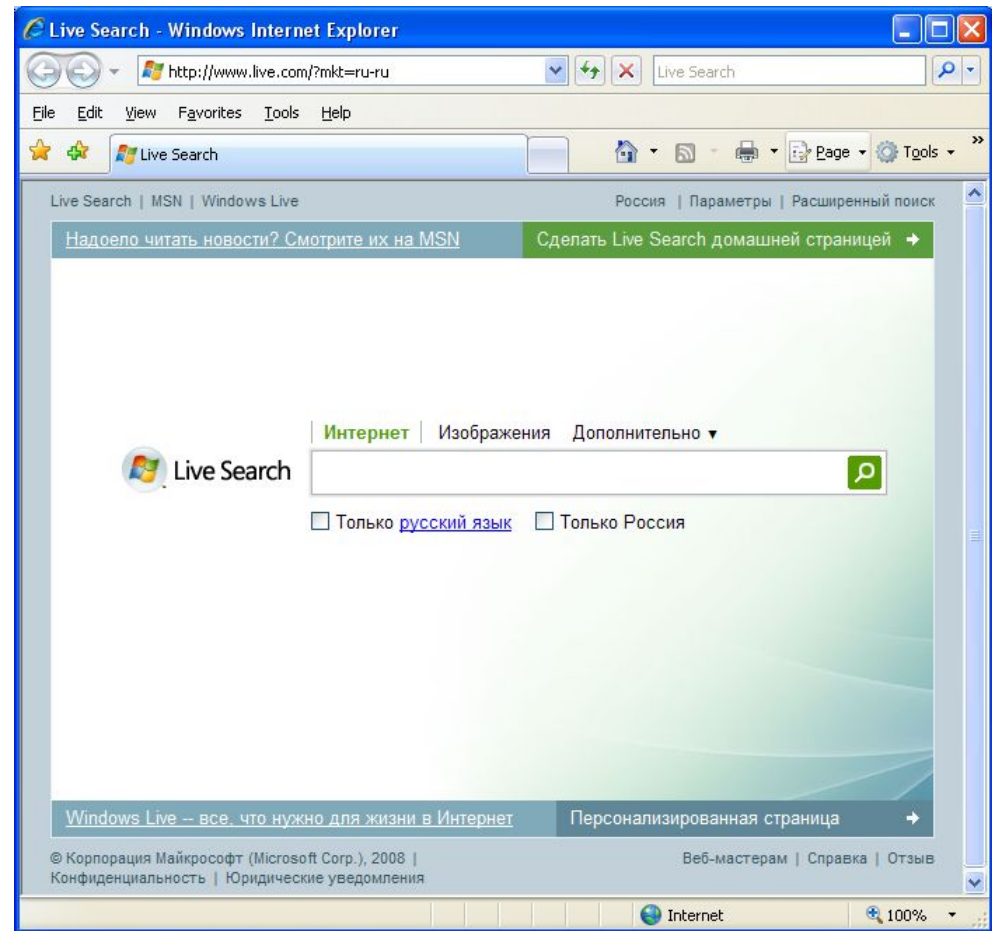 Live Search - Windows Internet Explorer
http://www.live.com/?mkt=ru-ru Live Search
File Edit View Favorites Tools Help
Live Search Page Tools »
Live Search | MSN | Windows Live Россия | Параметры | Расширенный поиск
Надоело читать новости? Смотрите их на MSN Сделать Live Search домашней страницей
Интернет Изображения Дополнительно
Live Search
Только русский язык Только Россия
Windows Live -- все, что нужно для жизни в Интернет Персонализированная страница
© Корпорация Майкрософт (Microsoft Corp.), 2008 | Веб-мастерам | Справка | Отзыв
Конфиденциальность | Юридические уведомления
Internet 100%